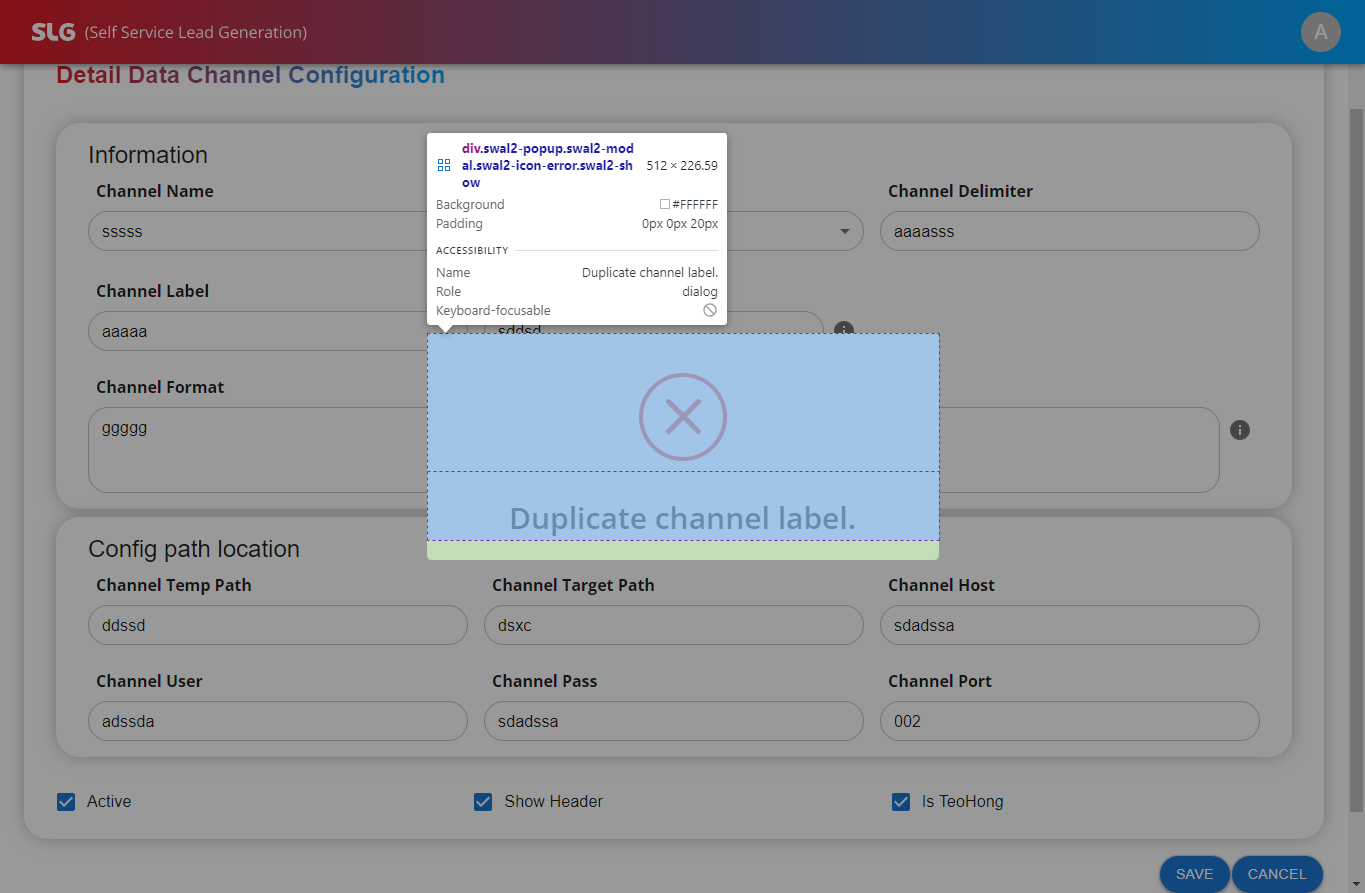 SLG (Self Service Lead Generation)
A
Detail Data Channel Configuration
Information
Channel Name
Channel Delimiter
sssss
aaaasss
div.swal2-popup.swal2-mod
al.swal2-icon-error.swal2-sh
ow
512 × 226.59
Background
#FFFFFF
Padding
0px 0px 20px
ACCESSIBILITY
Name
Duplicate channel label.
Role
dialog
Keyboard-focusable
Channel Label
aaaaa
sddsd
Channel Format
ggggg
Duplicate channel label.
Config path location
Channel Temp Path
Channel Target Path
Channel Host
ddssd
dsxc
sdadssa
Channel User
Channel Pass
Channel Port
adssda
sdadssa
002
Active
Show Header
Is TeoHong
SAVE
CANCEL